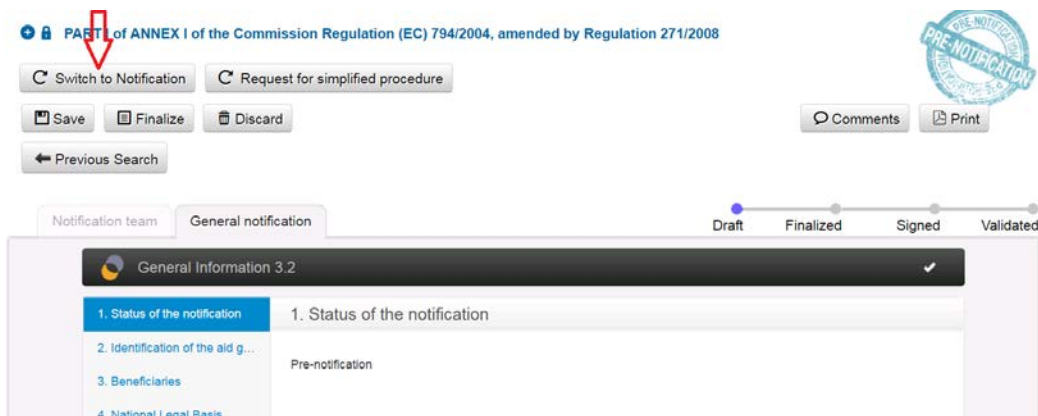 PART I of ANNEX I of the Commission Regulation (EC) 794/2004, amended by Regulation 271/2008
PRE-NOTIFICATION
PRE-NOTIFICATION
Switch to Notification
Request for simplified procedure
Save
Finalize
Discard
Comments
Print
Previous Search
Notification team
General notification
Draft
Finalized
Signed
Validated
General Information 3.2
1. Status of the notification
1. Status of the notification
2. Identification of the aid g...
Pre-notification
3. Beneficiaries
4. National Legal Basis